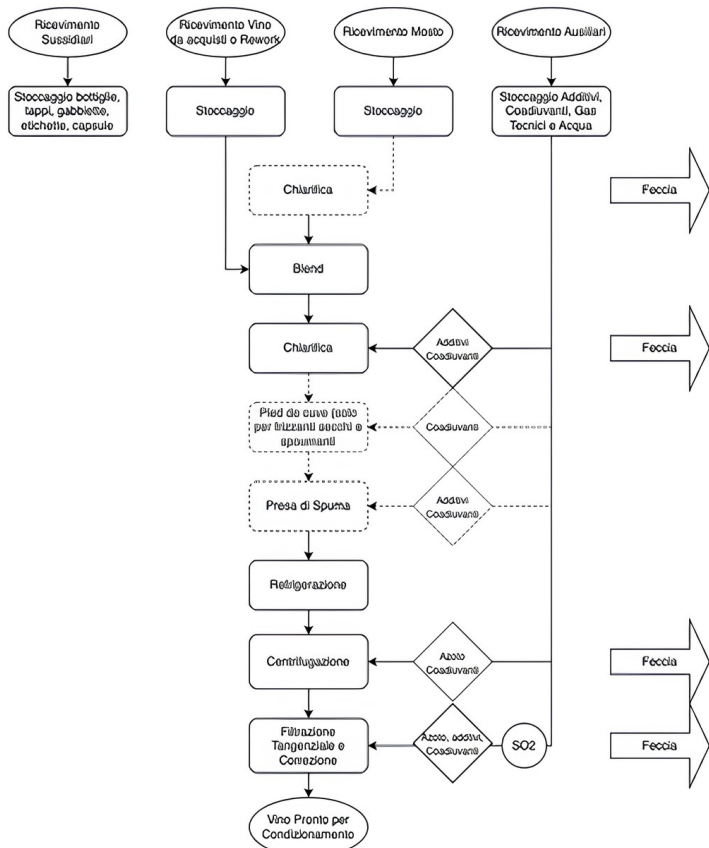 Ricevimento
Sussidiari
Ricevimento Vino
da acquisti o Rework
Ricevimento Mosto
Ricevimento Ausiliari
Stoccaggio bottiglie,
tappi, gabbiette,
etichette, capsule
Stoccaggio
Stoccaggio
Stoccaggio Additivi,
Coadiuvanti, Gas
Tecnici e Acqua
Chiarifica
Feccia
Blend
Chiarifica
Additivi
Coadiuvanti
Feccia
Pied de cuve (solo
per frizzanti secchi e
spumanti
Coadiuvanti
Presa di Spuma
Additivi
Coadiuvanti
Refrigerazione
Centrifugazione
Azoto
Coadiuvanti
Feccia
Filtrazione
Tangenziale e
Correzione
Azoto, additivi,
Coadiuvanti
SO2
Feccia
Vino Pronto per
Condizionamento